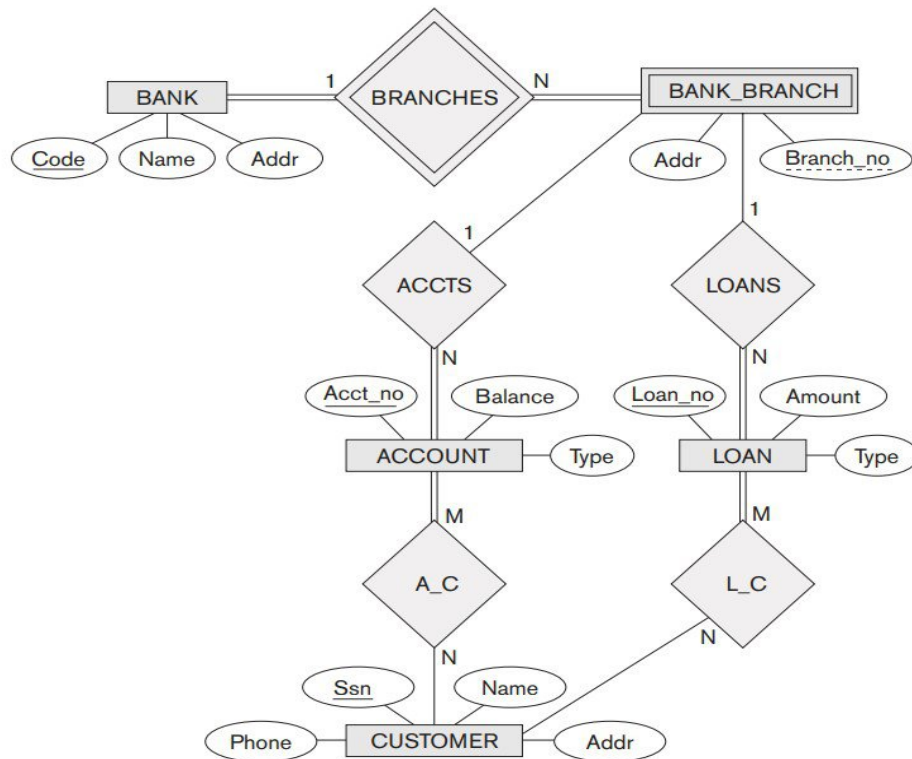 1 N
BANK BRANCHES BANK_BRANCH
Code Name Addr Addr Branch_no
1 1
ACCTS LOANS
N N
Acct_no Balance Loan_no Amount
ACCOUNT Type LOAN Type
M M
A_C L_C
N N
Ssn Name
Phone CUSTOMER Addr